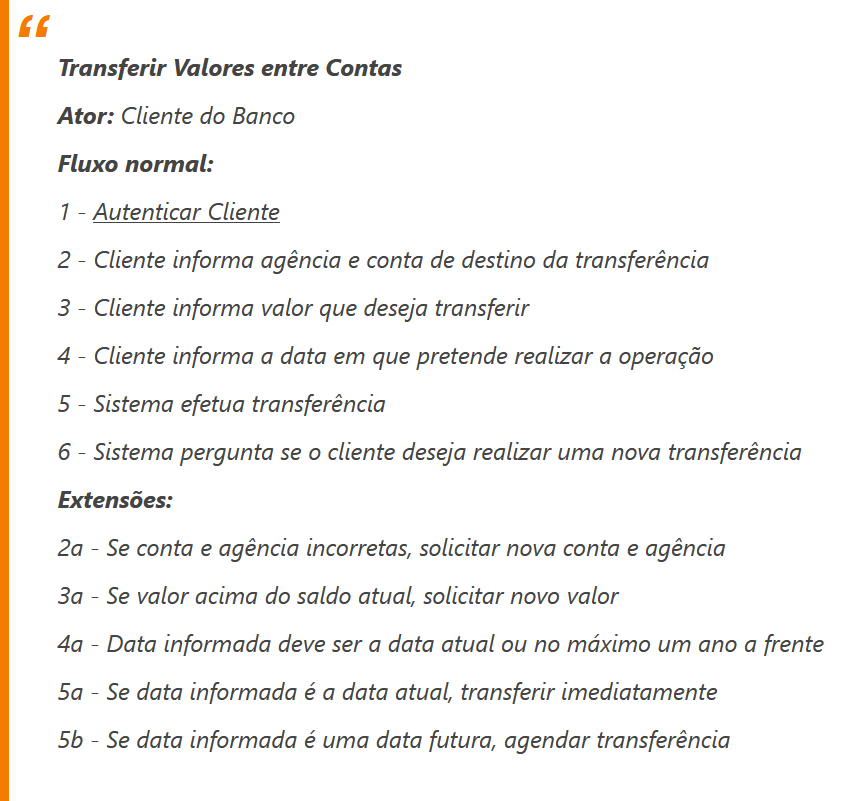 “
Transferir Valores entre Contas
Ator: Cliente do Banco
Fluxo normal:
1 - Autenticar Cliente
2 - Cliente informa agência e conta de destino da transferência
3 - Cliente informa valor que deseja transferir
4 - Cliente informa a data em que pretende realizar a operação
5 - Sistema efetua transferência
6 - Sistema pergunta se o cliente deseja realizar uma nova transferência
Extensões:
2a - Se conta e agência incorretas, solicitar nova conta e agência
3a - Se valor acima do saldo atual, solicitar novo valor
4a - Data informada deve ser a data atual ou no máximo um ano a frente
5a - Se data informada é a data atual, transferir imediatamente
5b - Se data informada é uma data futura, agendar transferência